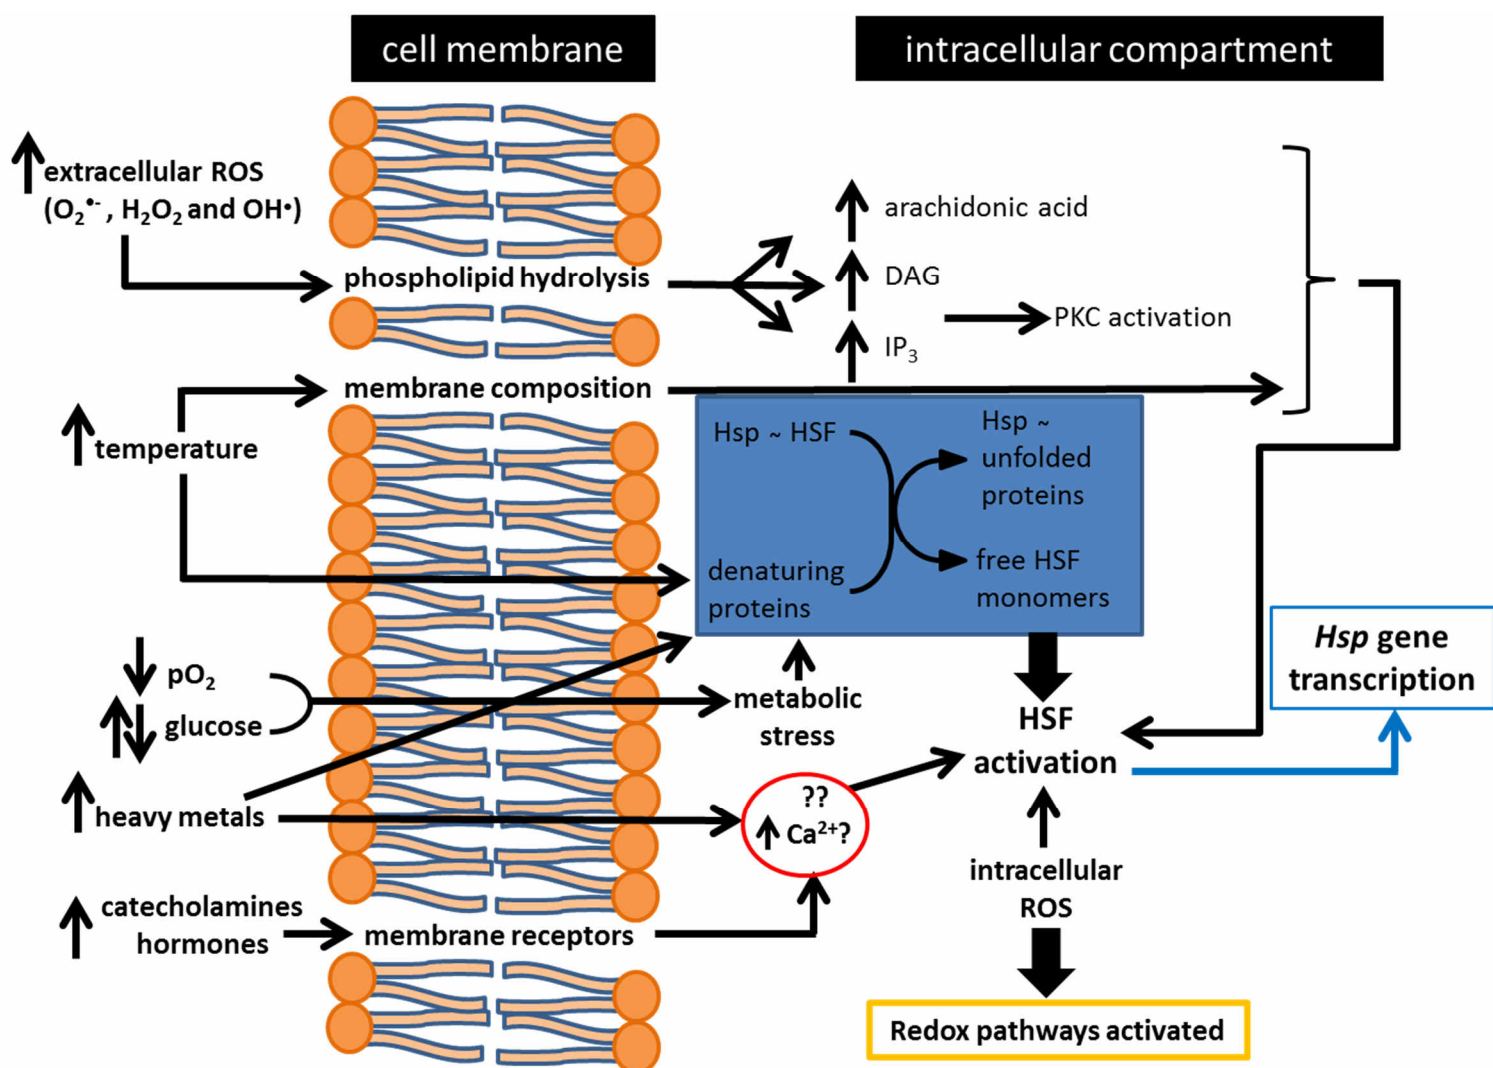 cell membrane
intracellular compartment
extracellular ROS
(O₂•⁻, H₂O₂ and OH•)
phospholipid hydrolysis
arachidonic acid
DAG
IP₃
PKC activation
membrane composition
temperature
Hsp ~ HSF
Hsp ~
unfolded
proteins
denaturing
proteins
free HSF
monomers
pO₂
glucose
metabolic
stress
HSF
activation
Hsp gene
transcription
heavy metals
??
Ca²⁺?
catecholamines
hormones
membrane receptors
intracellular
ROS
Redox pathways activated